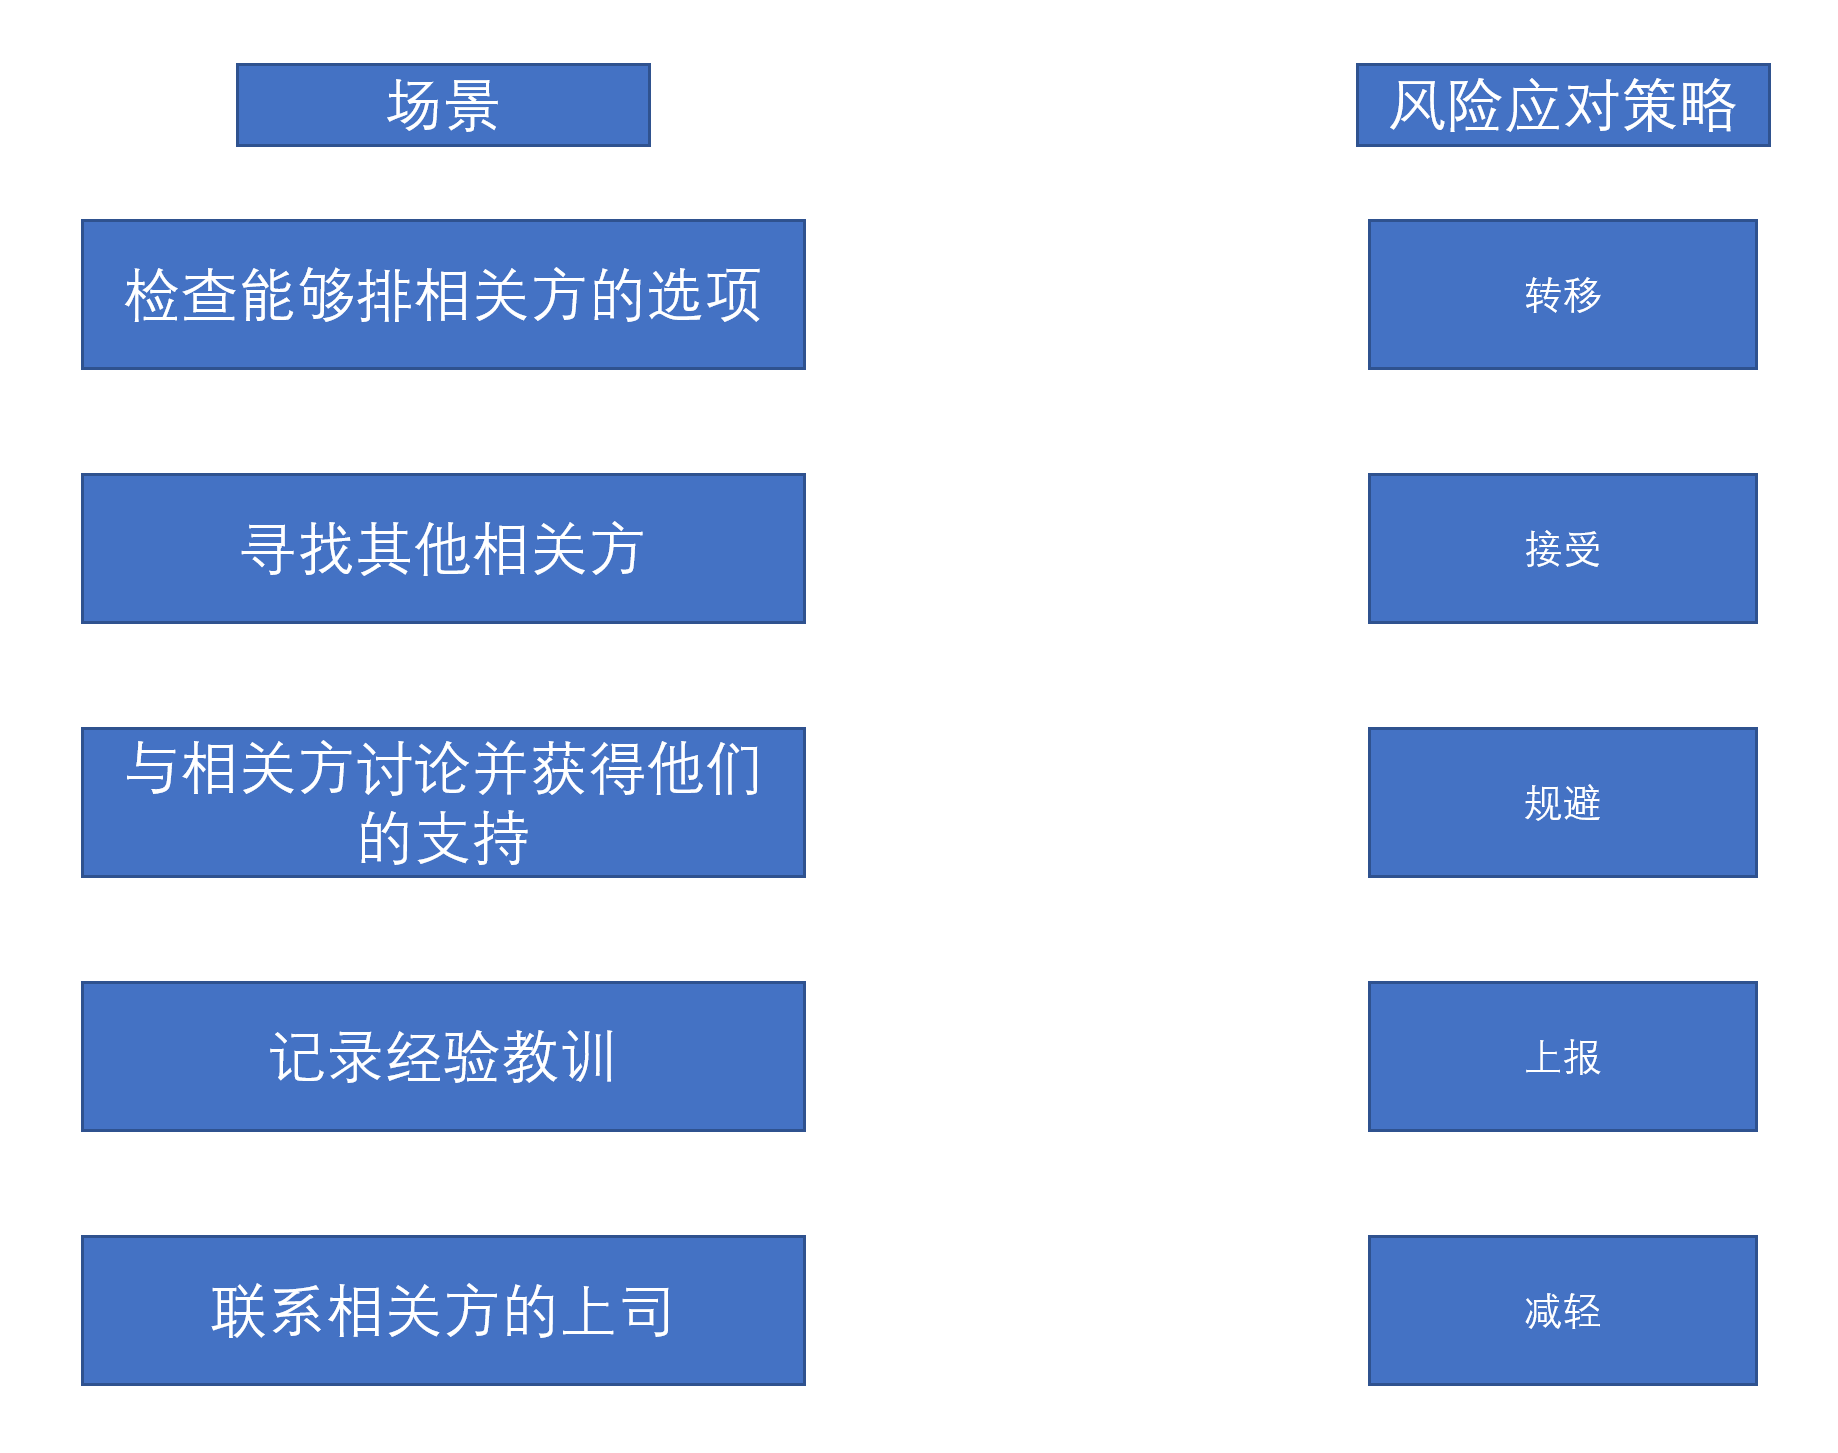 场景
风险应对策略
检查能够排相关方的选项
转移
寻找其他相关方
接受
与相关方讨论并获得他们
的支持
规避
记录经验教训
上报
联系相关方的上司
减轻